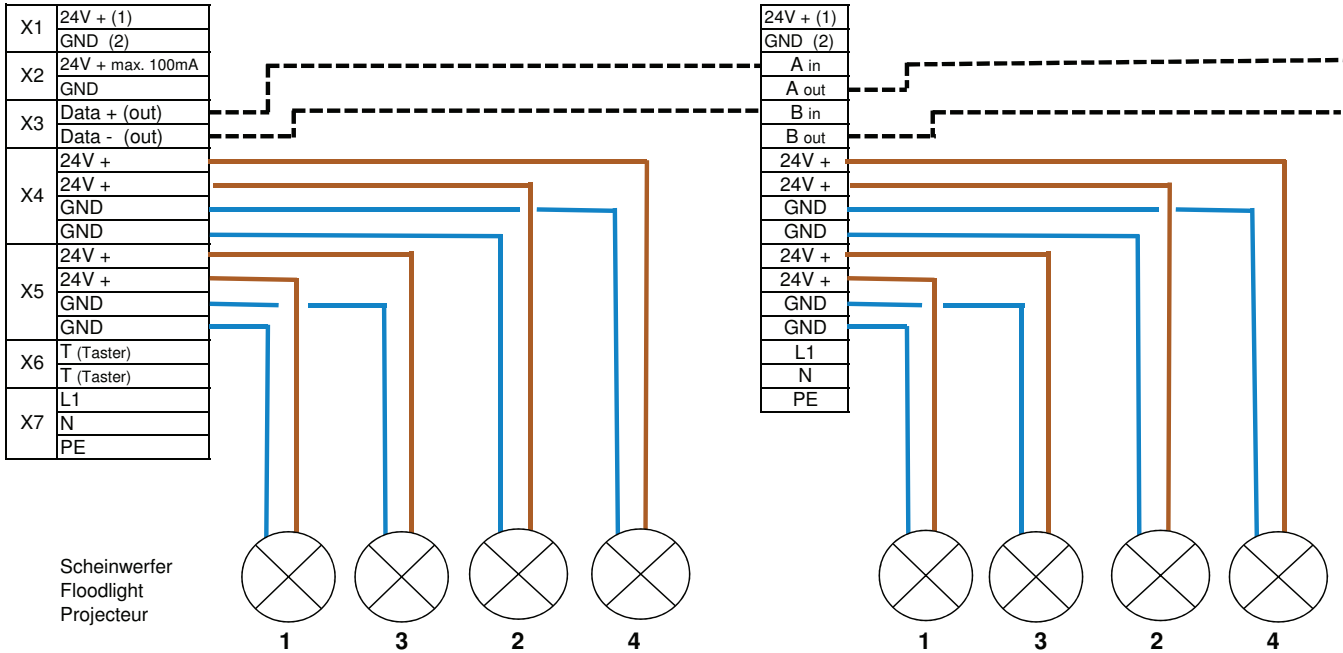 X1
24V + (1)
GND (2)
X2
24V + max. 100mA
GND
X3
Data + (out)
Data - (out)
X4
24V +
24V +
GND
GND
X5
24V +
24V +
GND
GND
X6
T (Taster)
T (Taster)
X7
L1
N
PE
24V + (1)
GND (2)
A in
A out
B in
B out
24V +
24V +
GND
GND
24V +
24V +
GND
GND
L1
N
PE
Scheinwerfer
Floodlight
Projecteur
1 3 2 4
1 3 2 4